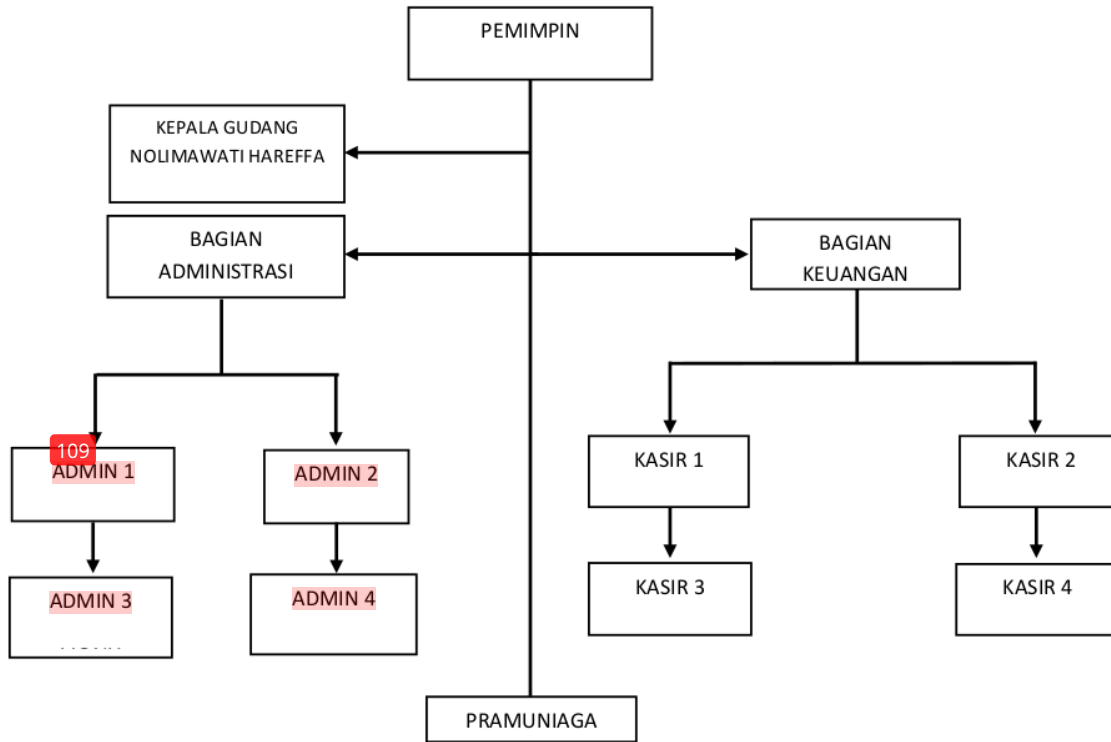 PEMIMPIN
KEPALA GUDANG
NOLIMAWATI HAREFFA
BAGIAN
ADMINISTRASI
BAGIAN
KEUANGAN
109
ADMIN 1
ADMIN 2
KASIR 1
KASIR 2
ADMIN 3
ADMIN 4
KASIR 3
KASIR 4
PRAMUNIAGA